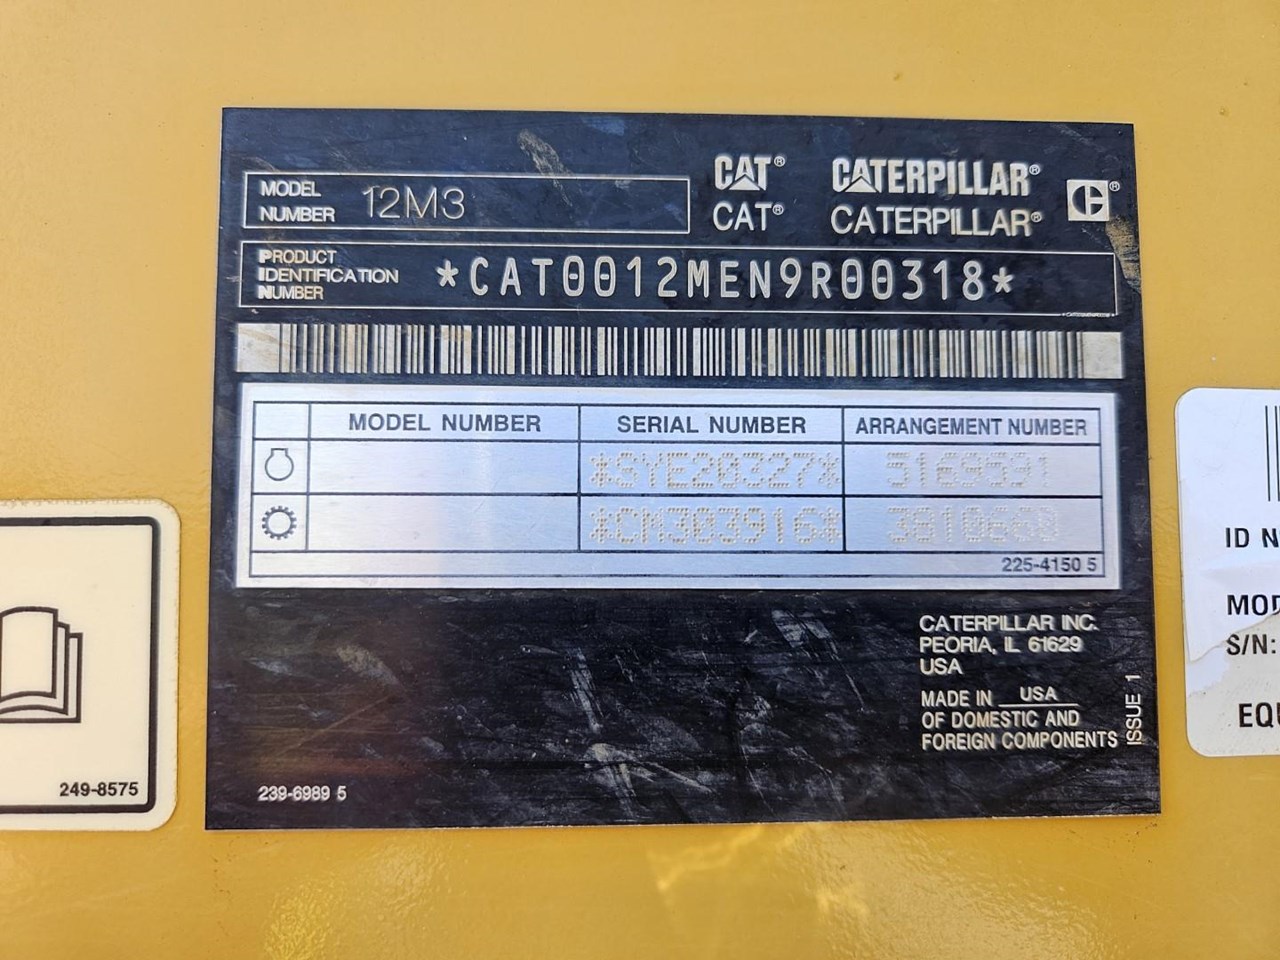 MODEL
NUMBER
12M3
CAT® CATERPILLAR®
CAT® CATERPILLAR®
®
PRODUCT
IDENTIFICATION
NUMBER
*CAT0012MEN9R00318*
MODEL NUMBER SERIAL NUMBER ARRANGEMENT NUMBER
*SYE20327* 5169591
*CM303916* 3810660
225-4150 5
CATERPILLAR INC.
PEORIA, IL 61629
USA
MADE IN USA
OF DOMESTIC AND
FOREIGN COMPONENTS
ISSUE 1
239-6989 5
249-8575
ID N
MOD
S/N:
EQU